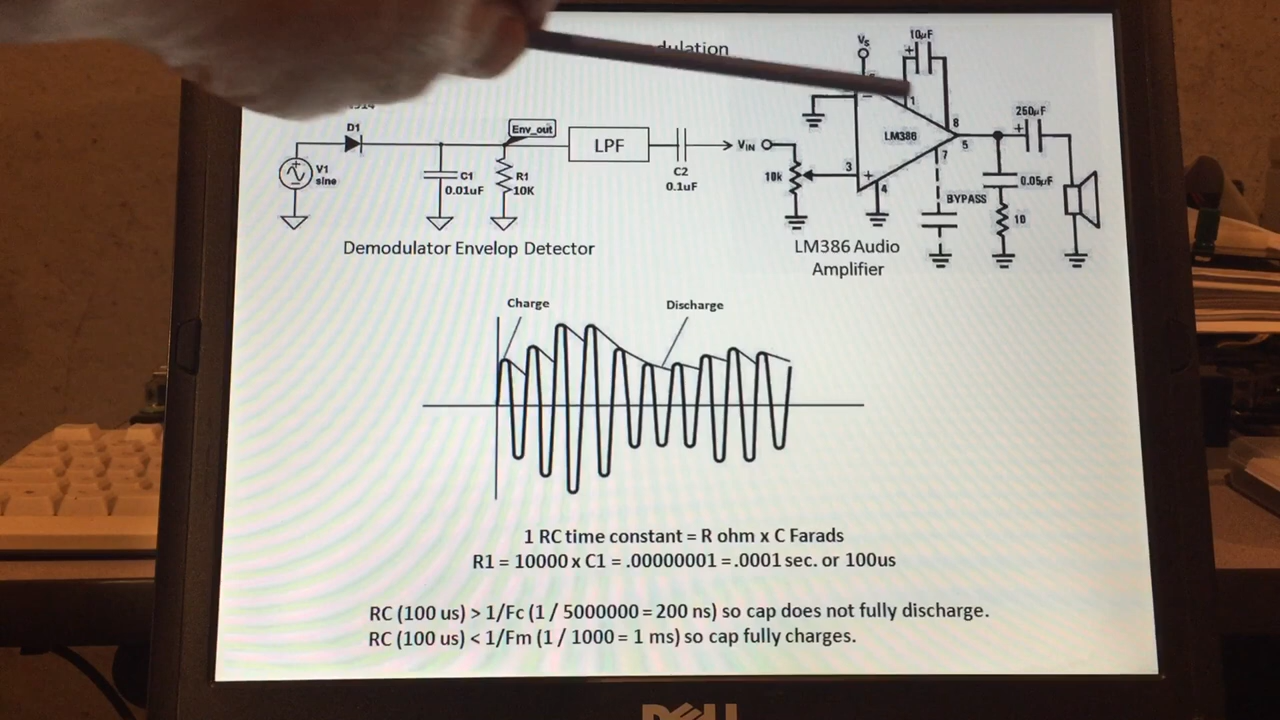 Vs
10µF
+
1
8
LM386
5
7
3
+
4
BYPASS
250µF
+
0.05µF
10
D1
V1
sine
C1
0.01uF
Env_out
R1
10K
LPF
C2
0.1uF
VIN
10k
Demodulator Envelop Detector
LM386 Audio
Amplifier
Charge
Discharge
1 RC time constant = R ohm x C Farads
R1 = 10000 x C1 = .00000001 = .0001 sec. or 100us
RC (100 us) > 1/Fc (1 / 5000000 = 200 ns) so cap does not fully discharge.
RC (100 us) < 1/Fm (1 / 1000 = 1 ms) so cap fully charges.
DELL